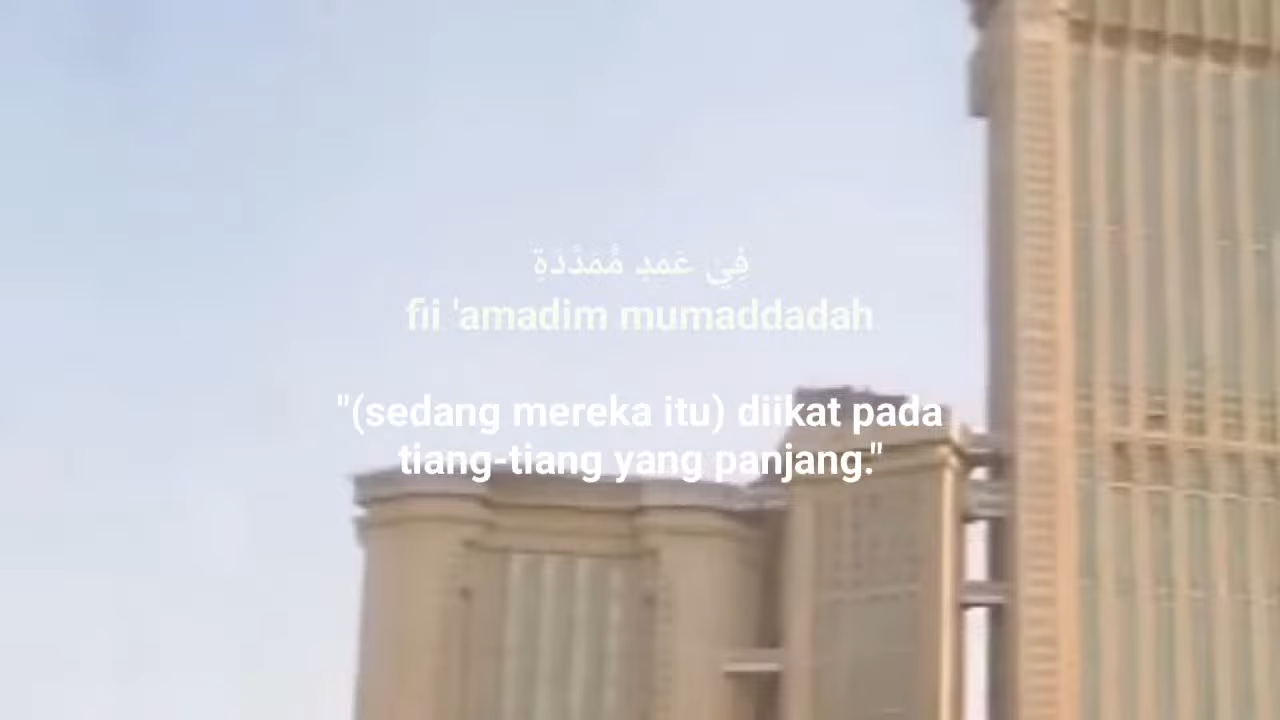 فِيْ عَمَدٍ مُّمَدَّدَةٍ
fii 'amadim mumaddadah
"(sedang mereka itu) diikat pada
tiang-tiang yang panjang."